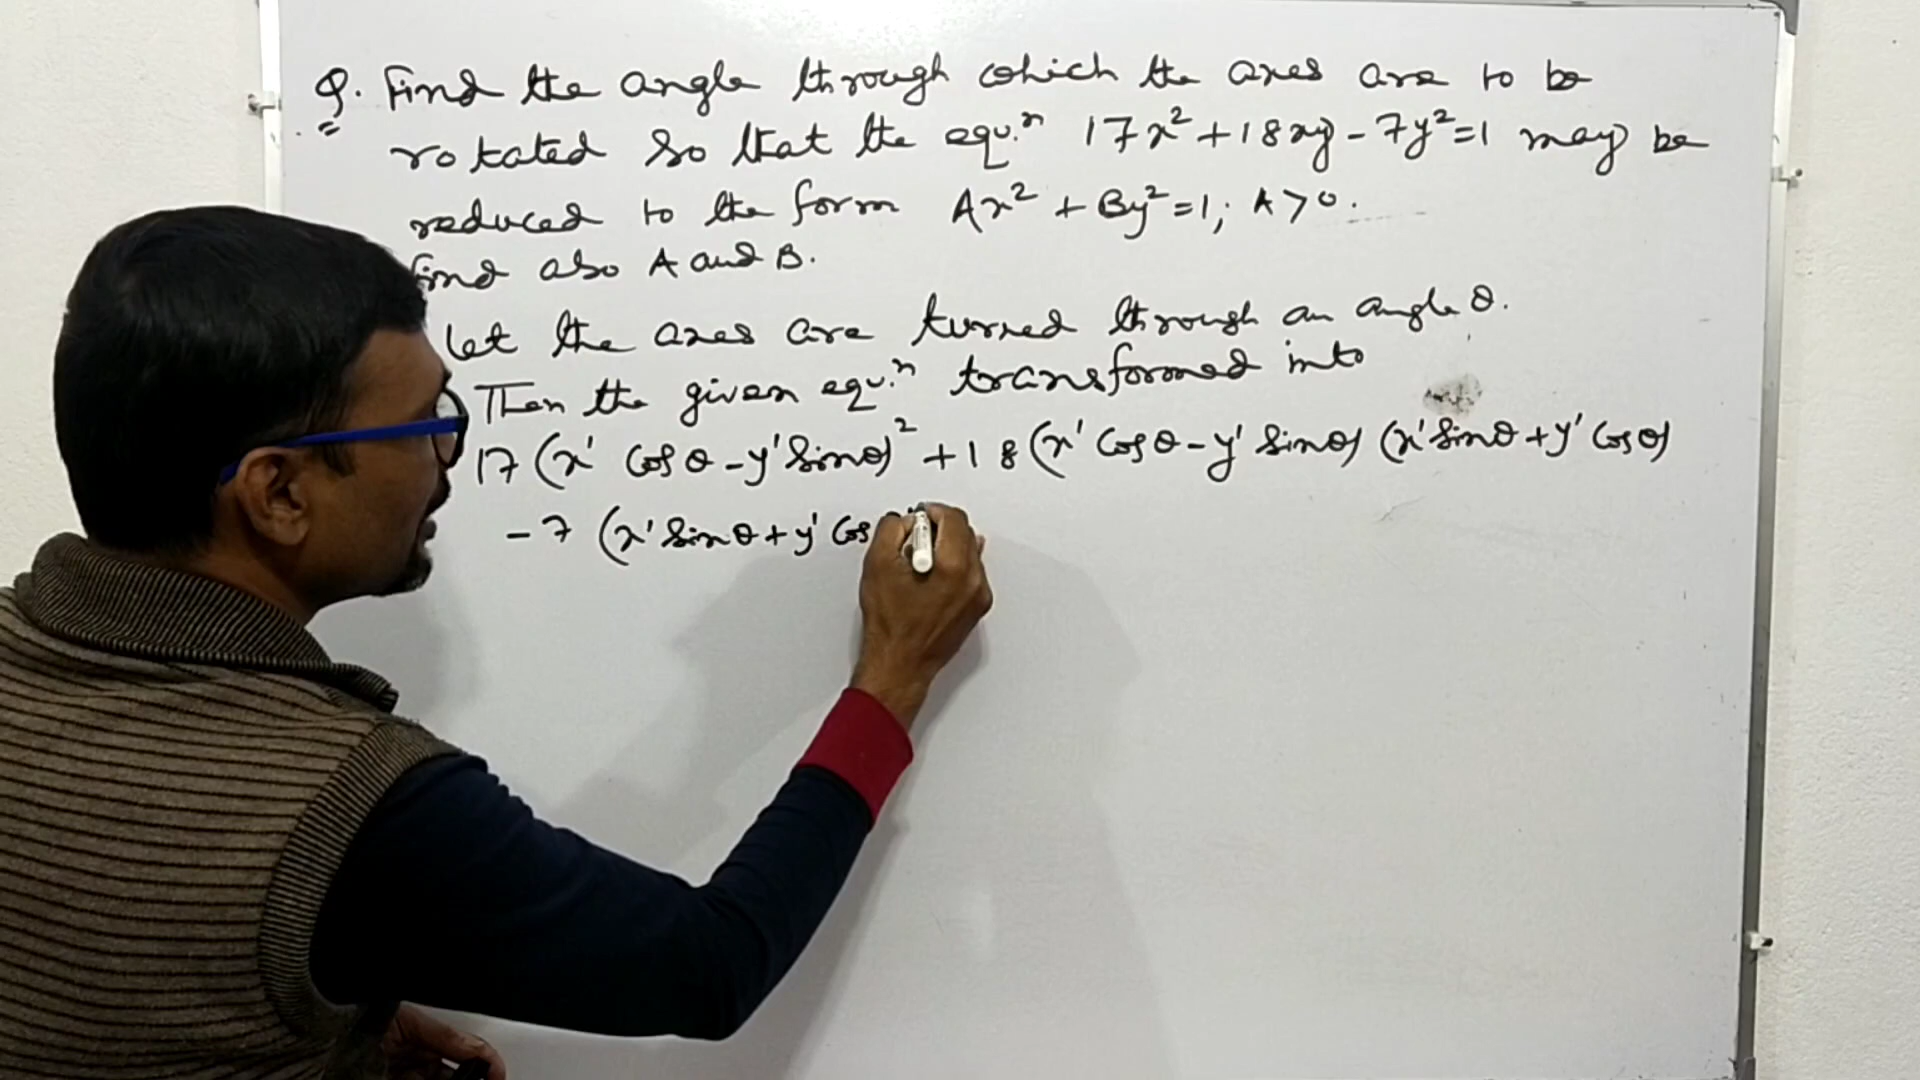 Q. Find the angle through which the axes are to be
rotated so that the equ.ⁿ 17x² + 18xy - 7y² = 1 may be
reduced to the form Ax² + By² = 1; A > 0.
find also A and B.
Let the axes are turned through an angle θ.
Then the given equ.ⁿ transformed into
17 (x' cosθ - y' sinθ)² + 18 (x' cosθ - y' sinθ) (x' sinθ + y' cosθ)
- 7 (x' sinθ + y' cos